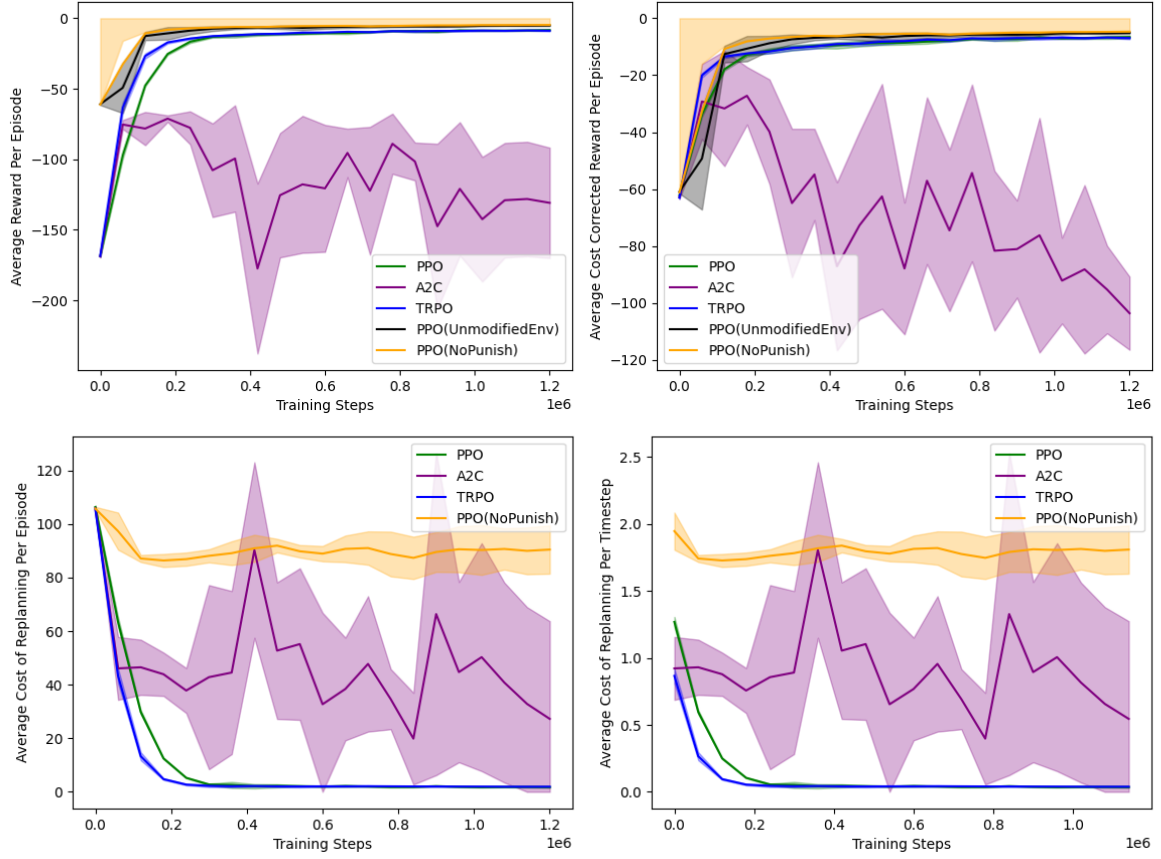 Average Reward Per Episode
0
−50
−100
−150
−200
PPO
A2C
TRPO
PPO(UnmodifiedEnv)
PPO(NoPunish)
0.0 0.2 0.4 0.6 0.8 1.0 1.2
1e6
Training Steps
Average Cost Corrected Reward Per Episode
0
−20
−40
−60
−80
−100
−120
PPO
A2C
TRPO
PPO(UnmodifiedEnv)
PPO(NoPunish)
0.0 0.2 0.4 0.6 0.8 1.0 1.2
1e6
Training Steps
Average Cost of Replanning Per Episode
120
100
80
60
40
20
0
PPO
A2C
TRPO
PPO(NoPunish)
0.0 0.2 0.4 0.6 0.8 1.0 1.2
1e6
Training Steps
Average Cost of Replanning Per Timestep
2.5
2.0
1.5
1.0
0.5
0.0
PPO
A2C
TRPO
PPO(NoPunish)
0.0 0.2 0.4 0.6 0.8 1.0
1e6
Training Steps